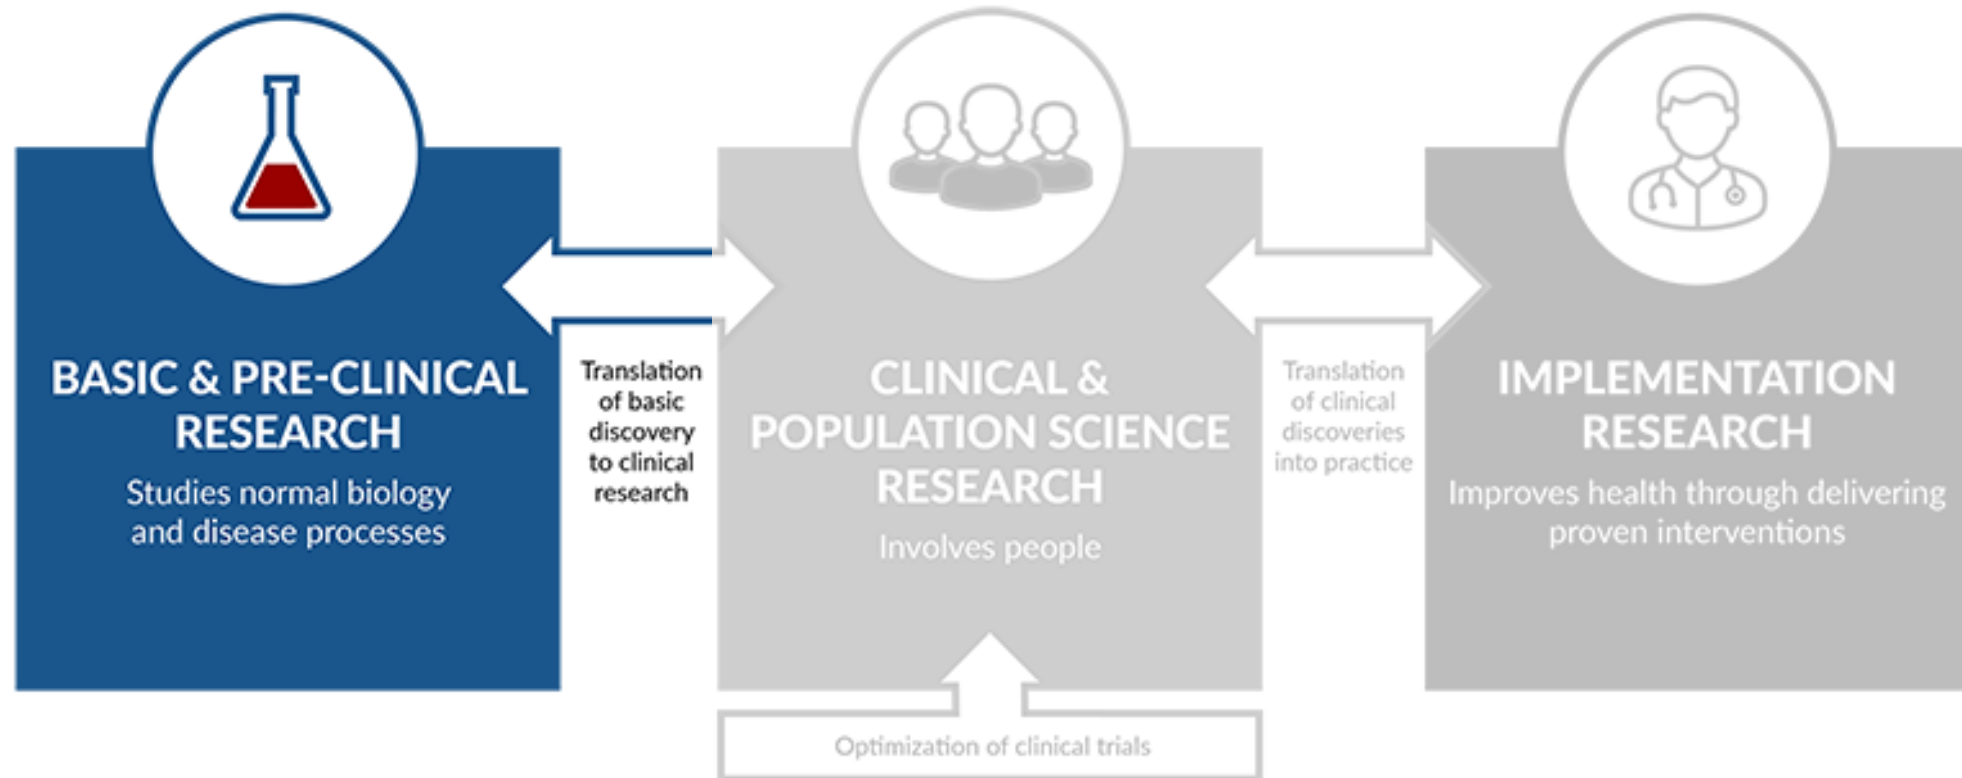 BASIC & PRE-CLINICAL
RESEARCH
Studies normal biology
and disease processes
Translation
of basic
discovery
to clinical
research
CLINICAL &
POPULATION SCIENCE
RESEARCH
Involves people
Optimization of clinical trials
Translation
of clinical
discoveries
into practice
IMPLEMENTATION
RESEARCH
Improves health through delivering
proven interventions